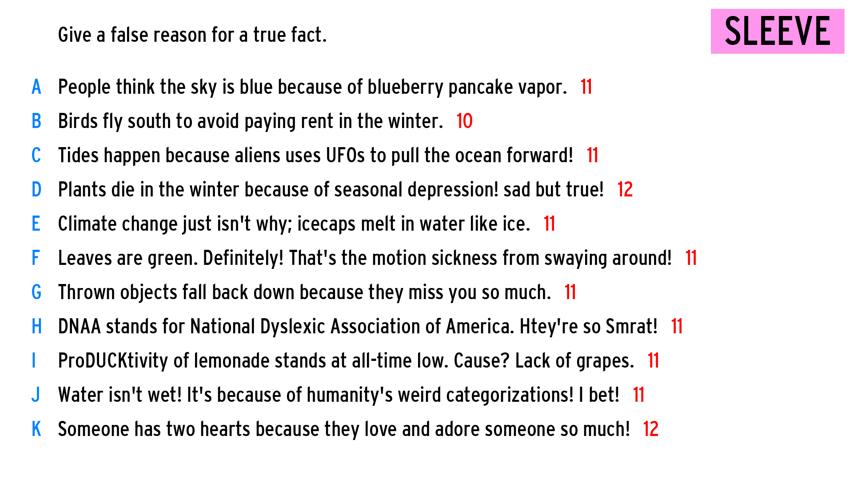 Give a false reason for a true fact.
SLEEVE
A People think the sky is blue because of blueberry pancake vapor. 11
B Birds fly south to avoid paying rent in the winter. 10
C Tides happen because aliens uses UFOs to pull the ocean forward! 11
D Plants die in the winter because of seasonal depression! sad but true! 12
E Climate change just isn't why; icecaps melt in water like ice. 11
F Leaves are green. Definitely! That's the motion sickness from swaying around! 11
G Thrown objects fall back down because they miss you so much. 11
H DNAA stands for National Dyslexic Association of America. Htey're so Smrat! 11
I ProDUCKtivity of lemonade stands at all-time low. Cause? Lack of grapes. 11
J Water isn't wet! It's because of humanity's weird categorizations! I bet! 11
K Someone has two hearts because they love and adore someone so much! 12